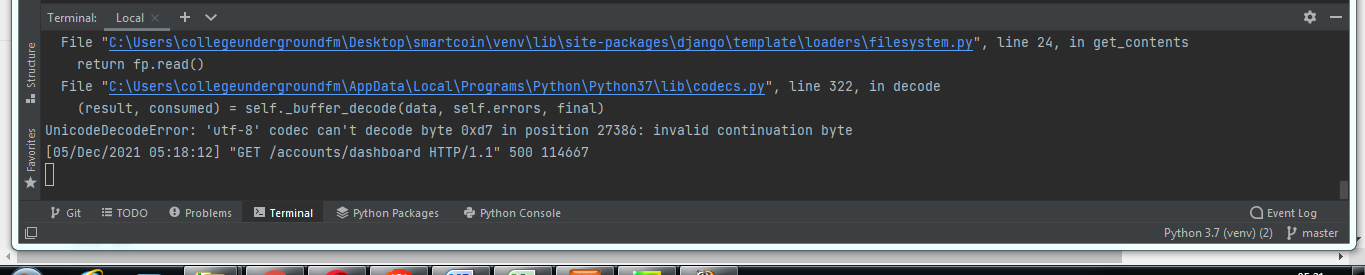 Terminal: Local × + 
Structure
File "C:\Users\collegeundergroundfm\Desktop\smartcoin\venv\lib\site-packages\django\template\loaders\filesystem.py", line 24, in get_contents
return fp.read()
File "C:\Users\collegeundergroundfm\AppData\Local\Programs\Python\Python37\lib\codecs.py", line 322, in decode
(result, consumed) = self._buffer_decode(data, self.errors, final)
UnicodeDecodeError: 'utf-8' codec can't decode byte 0xd7 in position 27386: invalid continuation byte
[05/Dec/2021 05:18:12] "GET /accounts/dashboard HTTP/1.1" 500 114667
Favorites
Git TODO Problems Terminal Python Packages Python Console Event Log
Python 3.7 (venv) (2) master